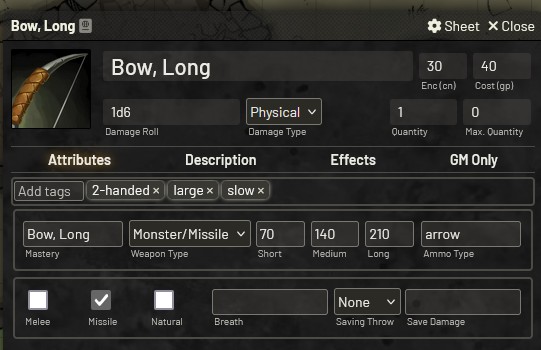 Bow, Long Sheet Close
Bow, Long 30 40
Enc(cn) Cost(gp)
1d6 Physical 1 0
Damage Roll Damage Type Quantity Max. Quantity
Attributes Description Effects GM Only
Add tags 2-handed × large × slow ×
Bow, Long Monster/Missile 70 140 210 arrow
Mastery Weapon Type Short Medium Long Ammo Type
None
Melee Missile Natural Breath Saving Throw Save Damage